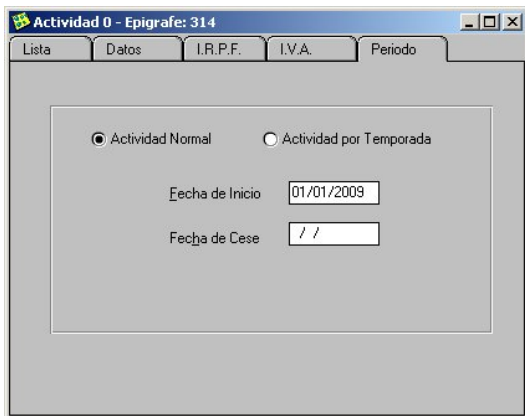 Actividad 0 - Epigrafe: 314
Lista Datos I.R.P.F. I.V.A. Periodo
Actividad Normal Actividad por Temporada
Fecha de Inicio 01/01/2009
Fecha de Cese / /